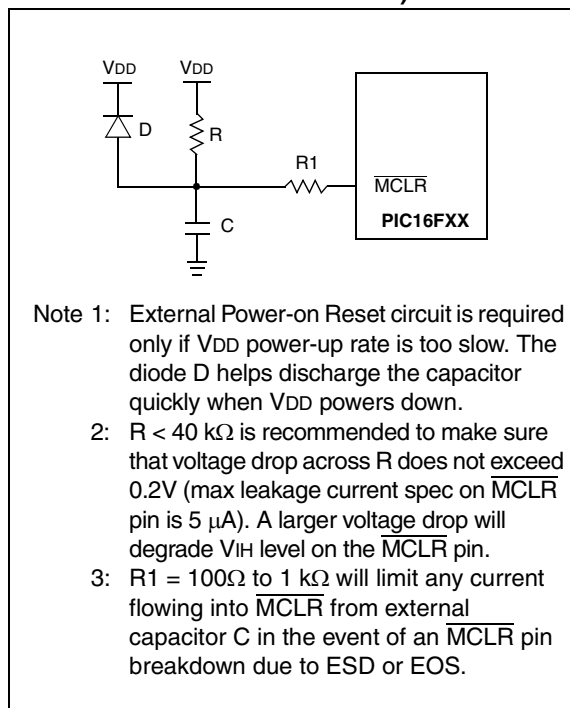 VDD VDD
D
R
R1
C
MCLR
PIC16FXX
Note 1: External Power-on Reset circuit is required
only if VDD power-up rate is too slow. The
diode D helps discharge the capacitor
quickly when VDD powers down.
2: R < 40 kΩ is recommended to make sure
that voltage drop across R does not exceed
0.2V (max leakage current spec on MCLR
pin is 5 μA). A larger voltage drop will
degrade VIH level on the MCLR pin.
3: R1 = 100Ω to 1 kΩ will limit any current
flowing into MCLR from external
capacitor C in the event of an MCLR pin
breakdown due to ESD or EOS.